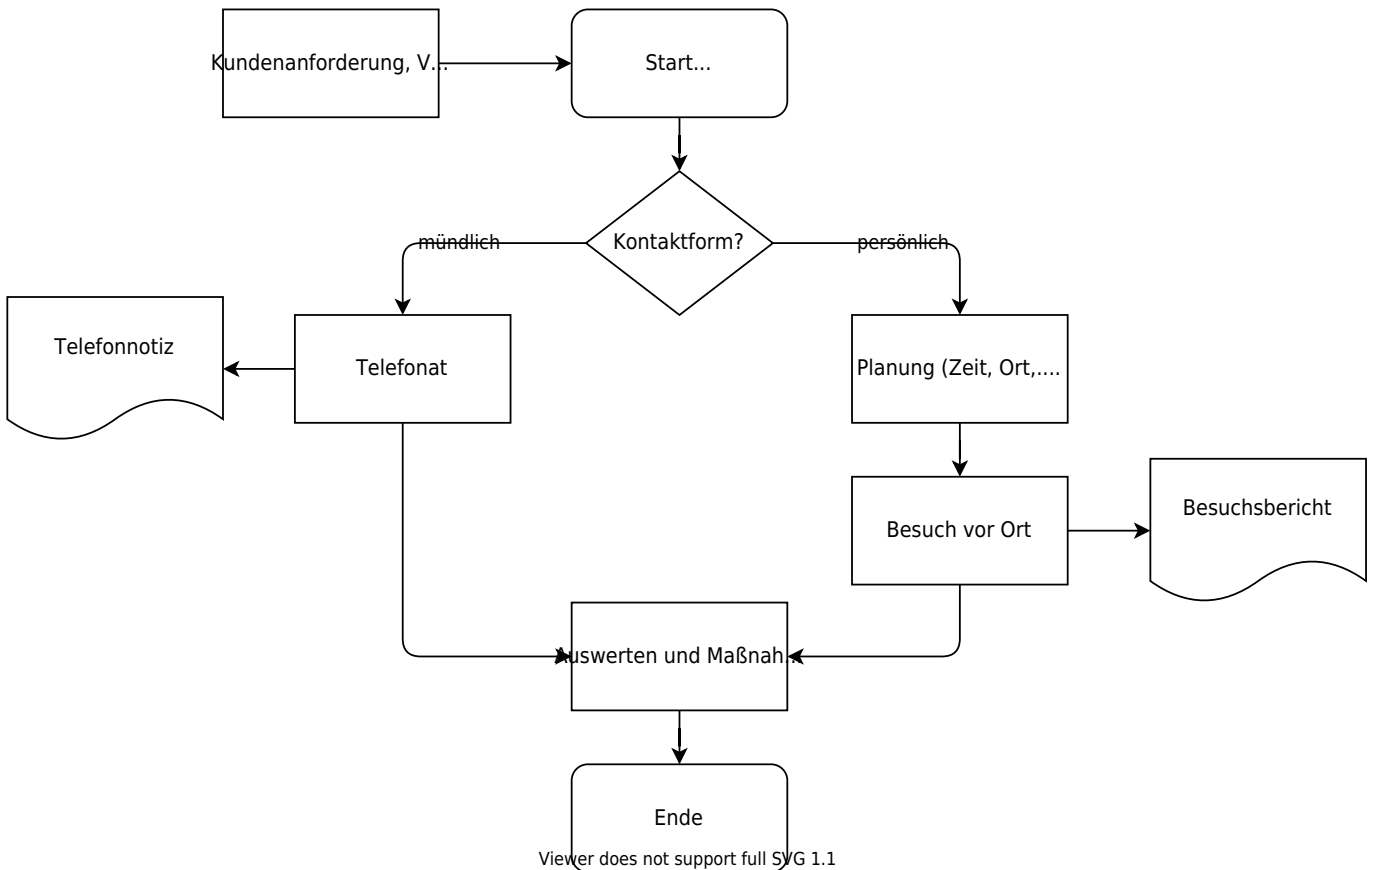 Kundenanforderung, V...
Start...
Kontaktform?
mündlich
persönlich
Telefonnotiz
Telefonat
Planung (Zeit, Ort,....
Besuch vor Ort
Besuchsbericht
Auswerten und Maßnah...
Ende
Viewer does not support full SVG 1.1